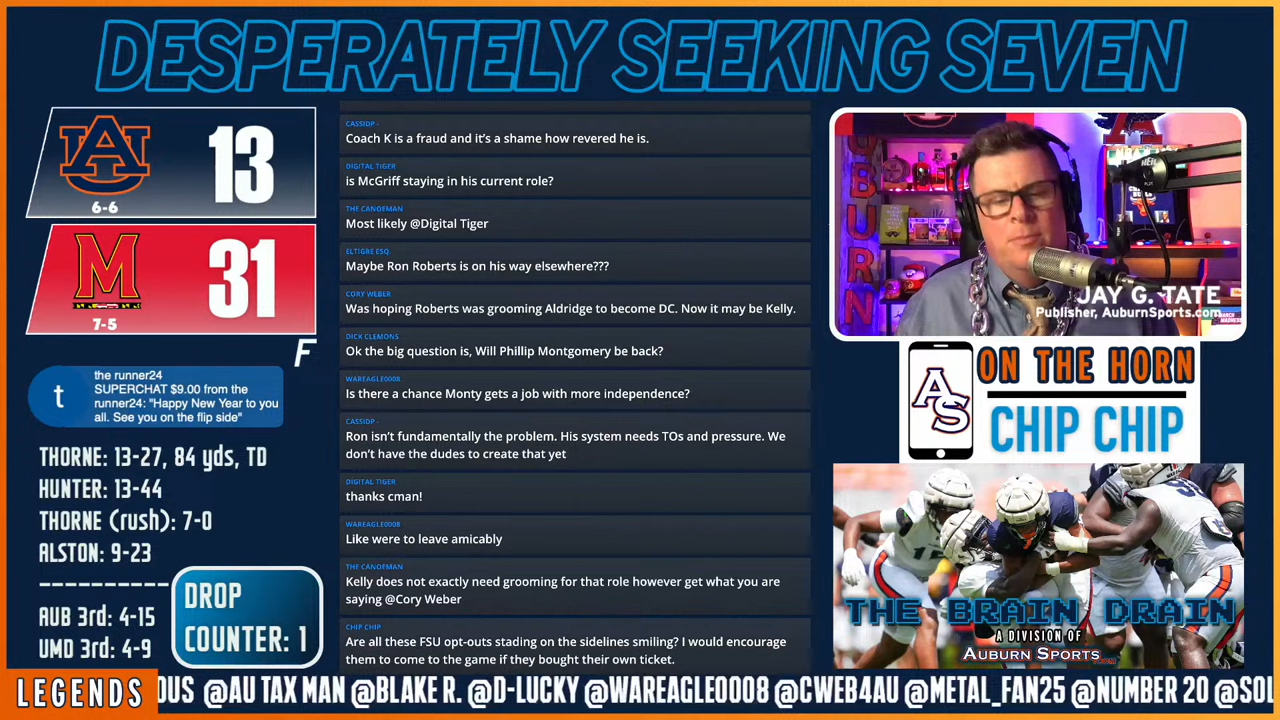 DESPERATELY SEEKING SEVEN
AU
13
6-6
M
31
7-5
F
t
the runner24
SUPERCHAT $9.00 from the
runner24: "Happy New Year to you
all. See you on the flip side"
THORNE: 13-27, 84 yds, TD
HUNTER: 13-44
THORNE (rush): 7-0
ALSTON: 9-23
AUB 3rd: 4-15
UMD 3rd: 4-9
DROP
COUNTER: 1
CASSIDP -
Coach K is a fraud and it's a shame how revered he is.
DIGITAL TIGER
is McGriff staying in his current role?
THE CANOEMAN
Most likely @Digital Tiger
ELTIGRE ESQ.
Maybe Ron Roberts is on his way elsewhere???
CORY WEBER
Was hoping Roberts was grooming Aldridge to become DC. Now it may be Kelly.
DICK CLEMONS
Ok the big question is, Will Phillip Montgomery be back?
WAREAGLE0008
Is there a chance Monty gets a job with more independence?
CASSIDP -
Ron isn't fundamentally the problem. His system needs TOs and pressure. We
don't have the dudes to create that yet
DIGITAL TIGER
thanks cman!
WAREAGLE0008
Like were to leave amicably
THE CANOEMAN
Kelly does not exactly need grooming for that role however get what you are
saying @Cory Weber
CHIP CHIP
Are all these FSU opt-outs stading on the sidelines smiling? I would encourage
them to come to the game if they bought their own ticket.
BURN
JAY G. TATE
Publisher, AuburnSports.com
AS
ON THE HORN
CHIP CHIP
THE BRAIN DRAIN
A DIVISION OF
AUBURN SPORTS.COM
LEGENDS
OUS @AU TAX MAN @BLAKE R. @D-LUCKY @WAREAGLE0008 @CWEB4AU @METAL_FAN25 @NUMBER 20 @SOL